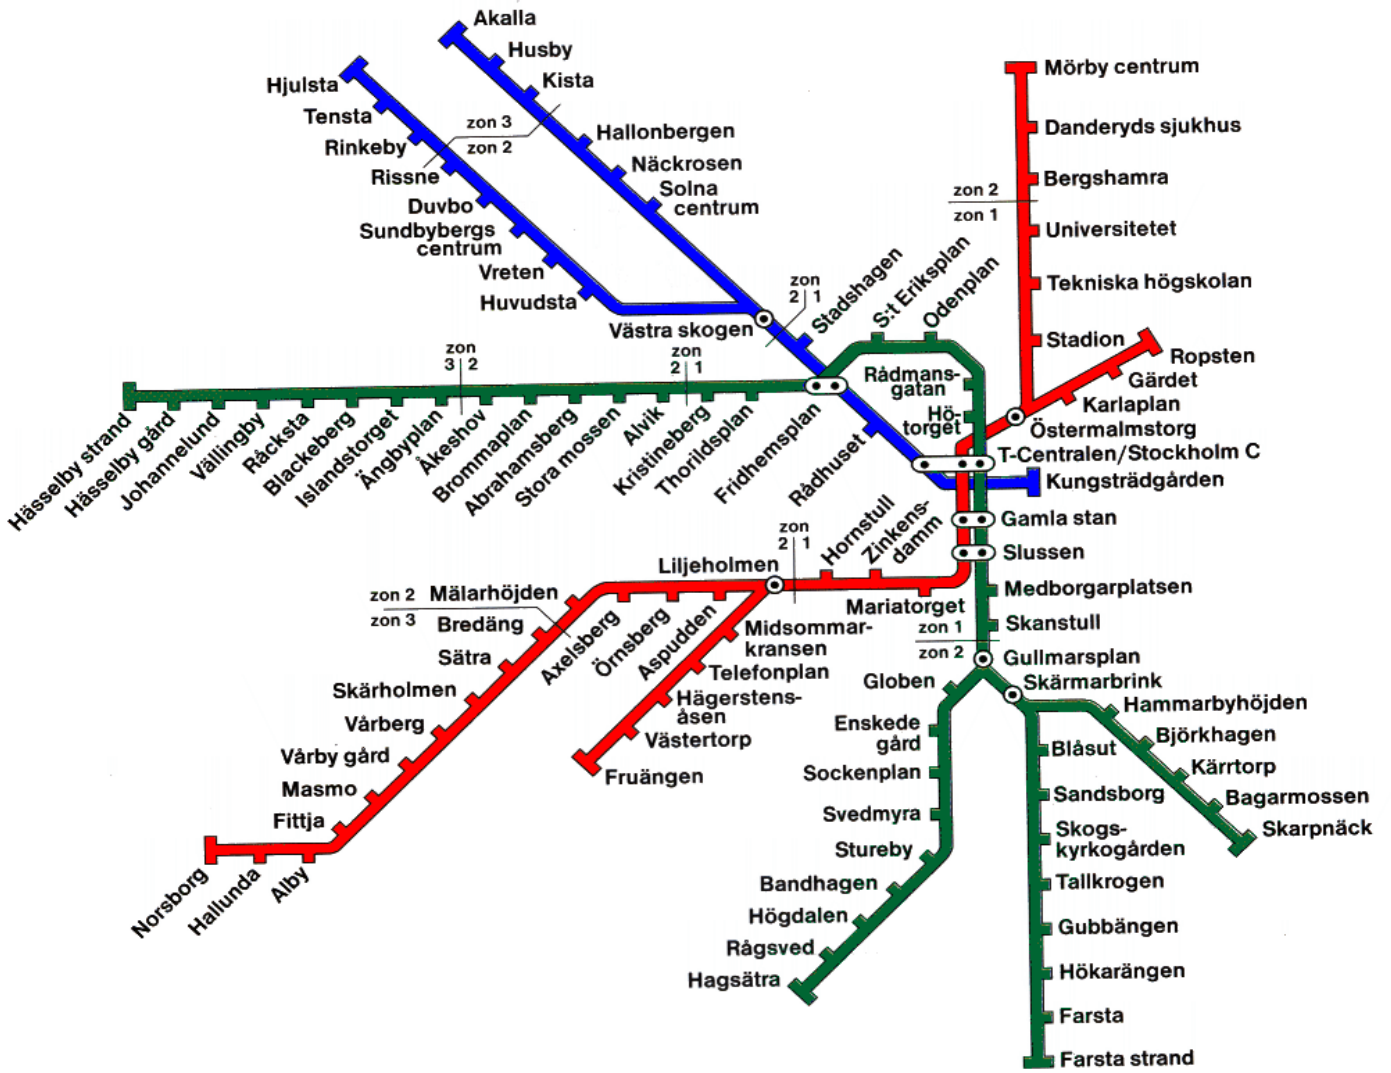 Akalla
Husby
Kista
Hallonbergen
Näckrosen
Solna
centrum
Hjulsta
Tensta
Rinkeby
Rissne
Duvbo
Sundbybergs
centrum
Vreten
Huvudsta
zon 3
zon 2
Västra skogen
zon
2 1
Stadshagen
S:t Eriksplan
Odenplan
Mörby centrum
Danderyds sjukhus
Bergshamra
zon 2
zon 1
Universitetet
Tekniska högskolan
Stadion
Ropsten
Gärdet
Karlaplan
Östermalmstorg
Rådmans-
gatan
Hö-
torget
T-Centralen/Stockholm C
Kungsträdgården
Gamla stan
Slussen
zon
3 2
zon
2 1
Hässelby strand
Hässelby gård
Johannelund
Vällingby
Råcksta
Blackeberg
Islandstorget
Ängbyplan
Åkeshov
Brommaplan
Abrahamsberg
Stora mossen
Alvik
Kristineberg
Thorildsplan
Fridhemsplan
Rådhuset
zon
2 1
Hornstull
Zinkens-
damm
Mariatorget
Liljeholmen
Medborgarplatsen
Skanstull
zon 1
zon 2
Gullmarsplan
Skärmarbrink
zon 2
zon 3
Mälarhöjden
Bredäng
Sätra
Skärholmen
Vårberg
Vårby gård
Masmo
Fittja
Norsborg
Hallunda
Alby
Axelsberg
Örnsberg
Aspudden
Midsommar-
kransen
Telefonplan
Hägerstens-
åsen
Västertorp
Fruängen
Globen
Enskede
gård
Sockenplan
Svedmyra
Stureby
Bandhagen
Högdalen
Rågsved
Hagsätra
Hammarbyhöjden
Björkhagen
Kärrtorp
Bagarmossen
Skarpnäck
Blåsut
Sandsborg
Skogs-
kyrkogården
Tallkrogen
Gubbängen
Hökarängen
Farsta
Farsta strand